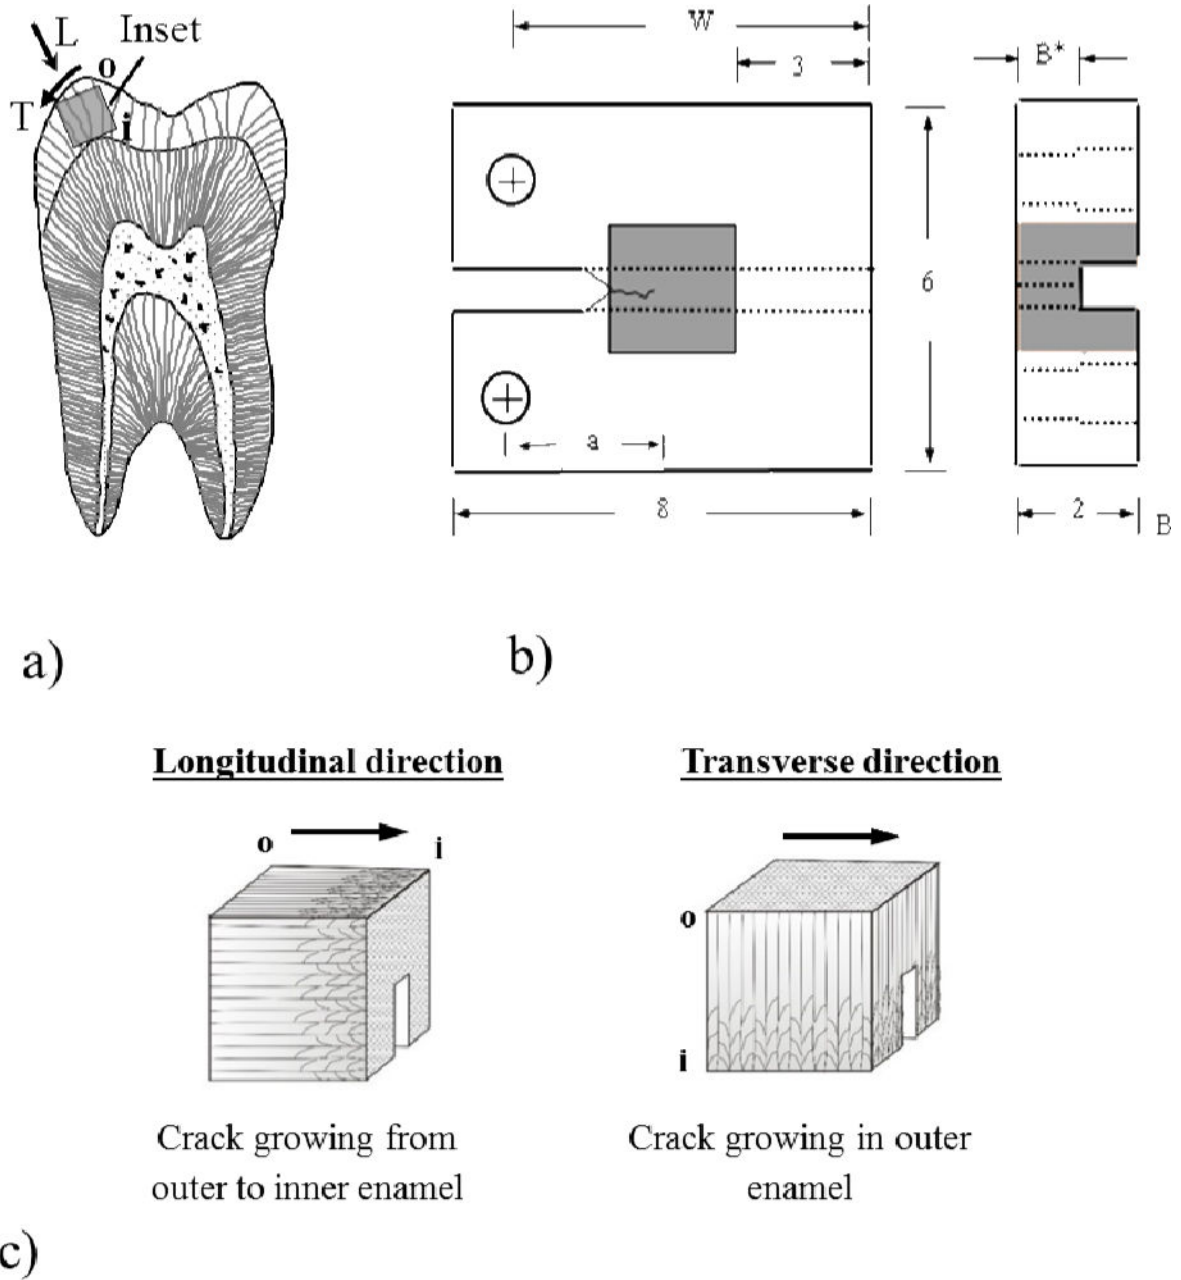 L
Inset
o
T
i
W
3
B*
6
a
8
2
B
a)
b)
Longitudinal direction
Transverse direction
o
i
o
i
Crack growing from
outer to inner enamel
Crack growing in outer
enamel
c)